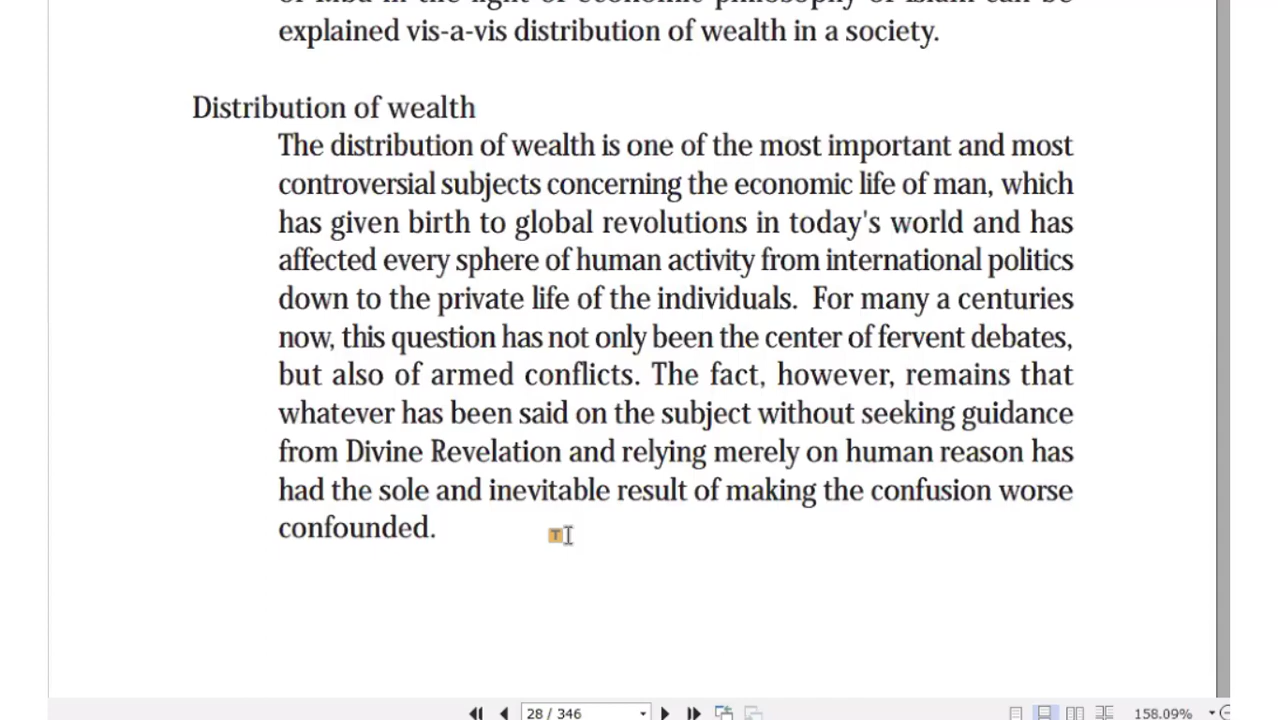 explained vis-a-vis distribution of wealth in a society.
Distribution of wealth
The distribution of wealth is one of the most important and most
controversial subjects concerning the economic life of man, which
has given birth to global revolutions in today's world and has
affected every sphere of human activity from international politics
down to the private life of the individuals.  For many a centuries
now, this question has not only been the center of fervent debates,
but also of armed conflicts. The fact, however, remains that
whatever has been said on the subject without seeking guidance
from Divine Revelation and relying merely on human reason has
had the sole and inevitable result of making the confusion worse
confounded.
28 / 346
158.09%